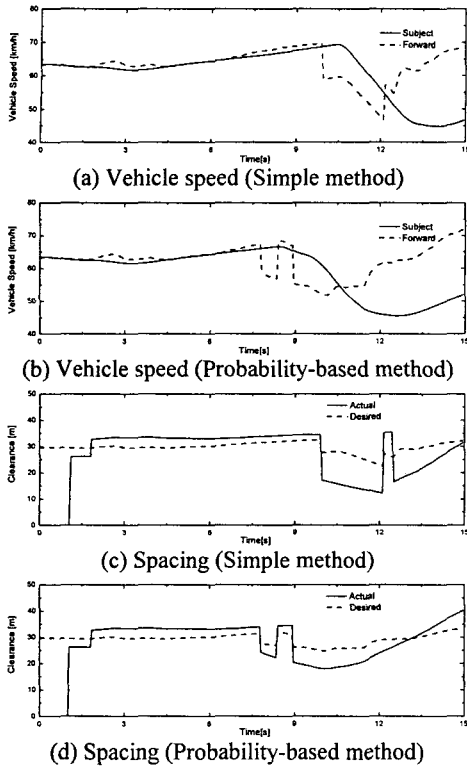 80
Subject
Forward
70
60
50
40
Vehicle Speed [km/h]
0 3 6 9 12 15
Time[s]
(a) Vehicle speed (Simple method)
80
Subject
Forward
70
60
50
40
Vehicle Speed [km/h]
0 3 6 9 12 15
Time[s]
(b) Vehicle speed (Probability-based method)
50
Actual
Desired
40
30
20
10
0
Clearance [m]
0 3 6 9 12 15
Time[s]
(c) Spacing (Simple method)
50
Actual
Desired
40
30
20
10
0
Clearance [m]
0 3 6 9 12 15
Time[s]
(d) Spacing (Probability-based method)